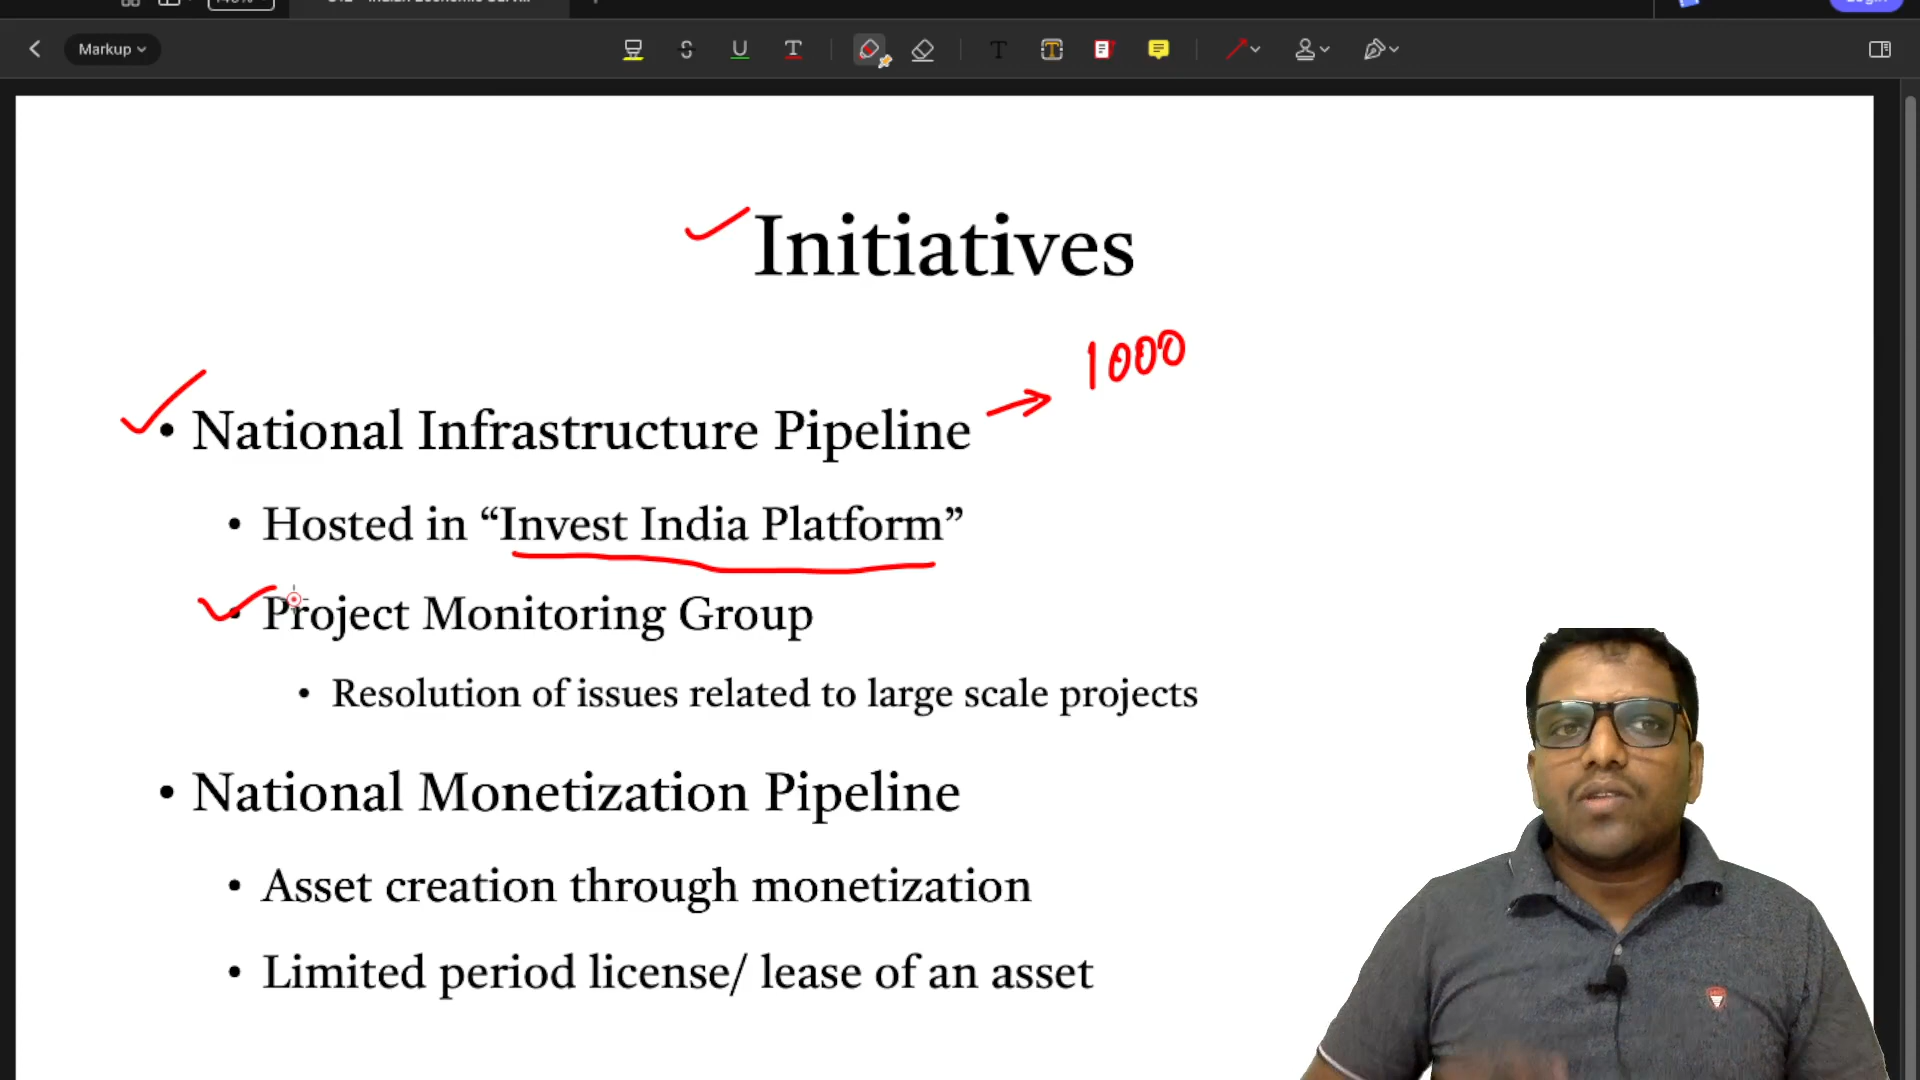 Markup
Initiatives
1000
• National Infrastructure Pipeline
• Hosted in “Invest India Platform”
• Project Monitoring Group
• Resolution of issues related to large scale projects
• National Monetization Pipeline
• Asset creation through monetization
• Limited period license/ lease of an asset